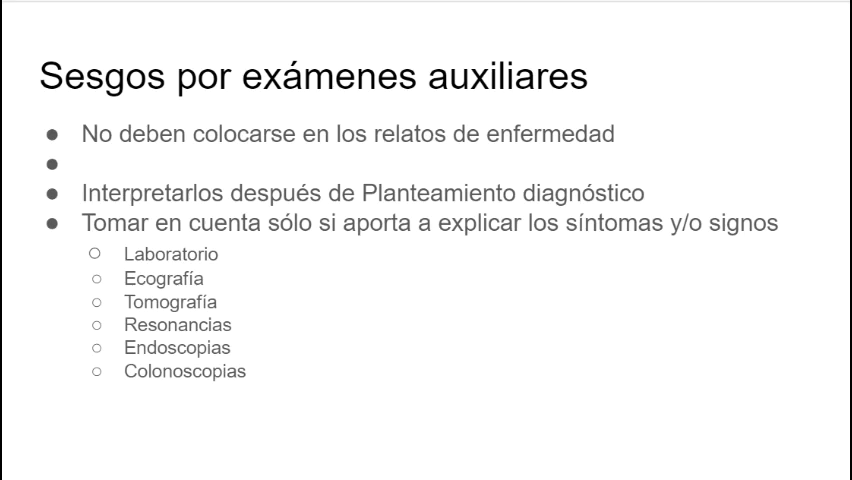 Sesgos por exámenes auxiliares
● No deben colocarse en los relatos de enfermedad
●
● Interpretarlos después de Planteamiento diagnóstico
● Tomar en cuenta sólo si aporta a explicar los síntomas y/o signos
○ Laboratorio
○ Ecografía
○ Tomografía
○ Resonancias
○ Endoscopias
○ Colonoscopias